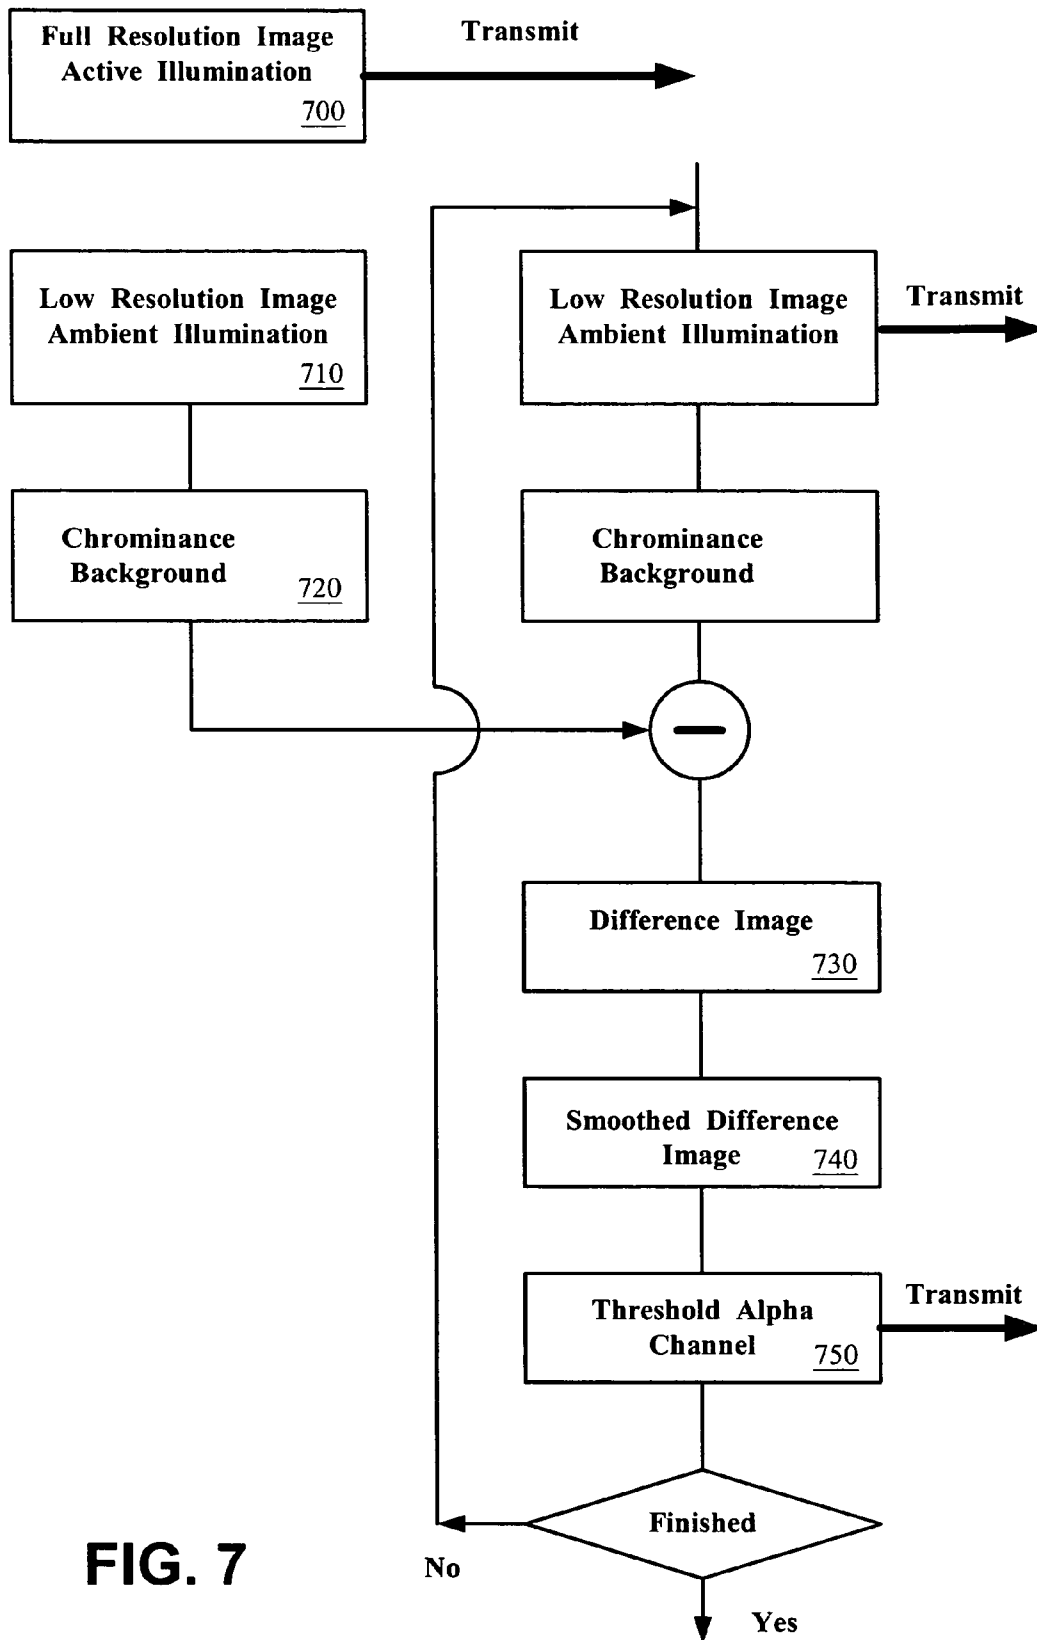 Full Resolution Image
Active Illumination
700
Transmit
Low Resolution Image
Ambient Illumination
710
Low Resolution Image
Ambient Illumination
Transmit
Chrominance
Background
720
Chrominance
Background
Difference Image
730
Smoothed Difference
Image
740
Threshold Alpha
Channel
750
Transmit
Finished
No
Yes
FIG. 7